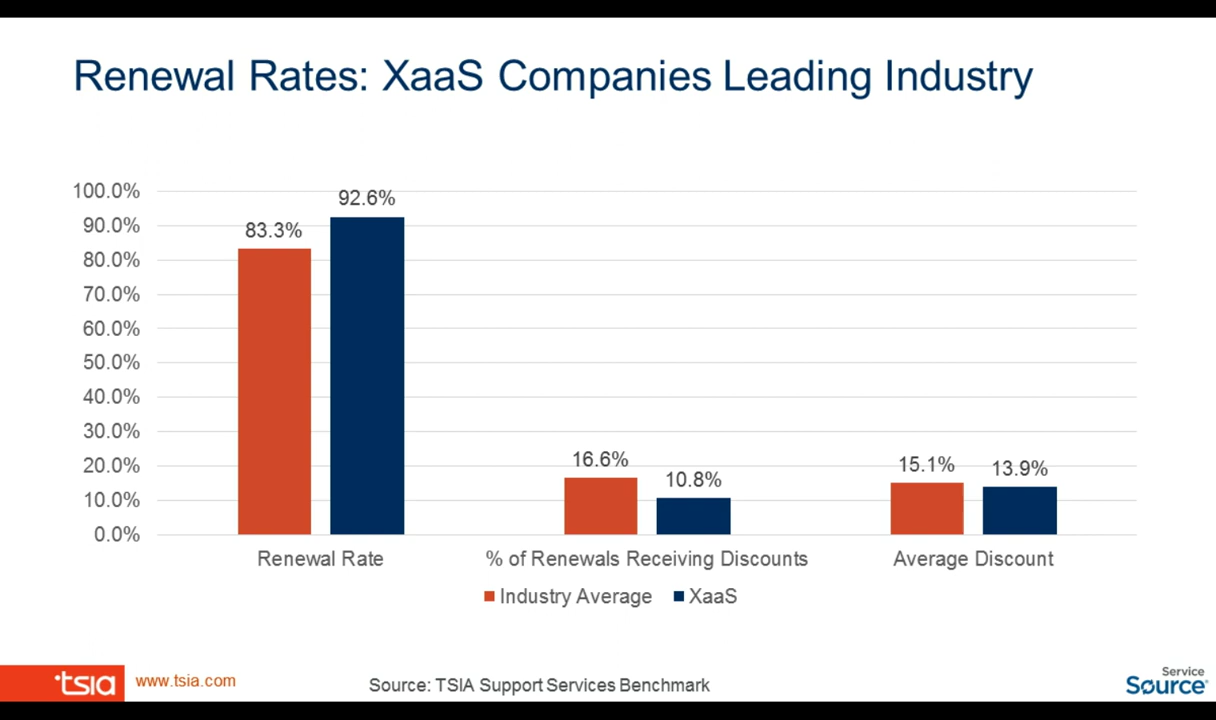 Renewal Rates: XaaS Companies Leading Industry
100.0%
90.0%
80.0%
70.0%
60.0%
50.0%
40.0%
30.0%
20.0%
10.0%
0.0%
83.3%
92.6%
16.6%
10.8%
15.1%
13.9%
Renewal Rate
% of Renewals Receiving Discounts
Average Discount
Industry Average
XaaS
tsia
www.tsia.com
Source: TSIA Support Services Benchmark
Service
Source